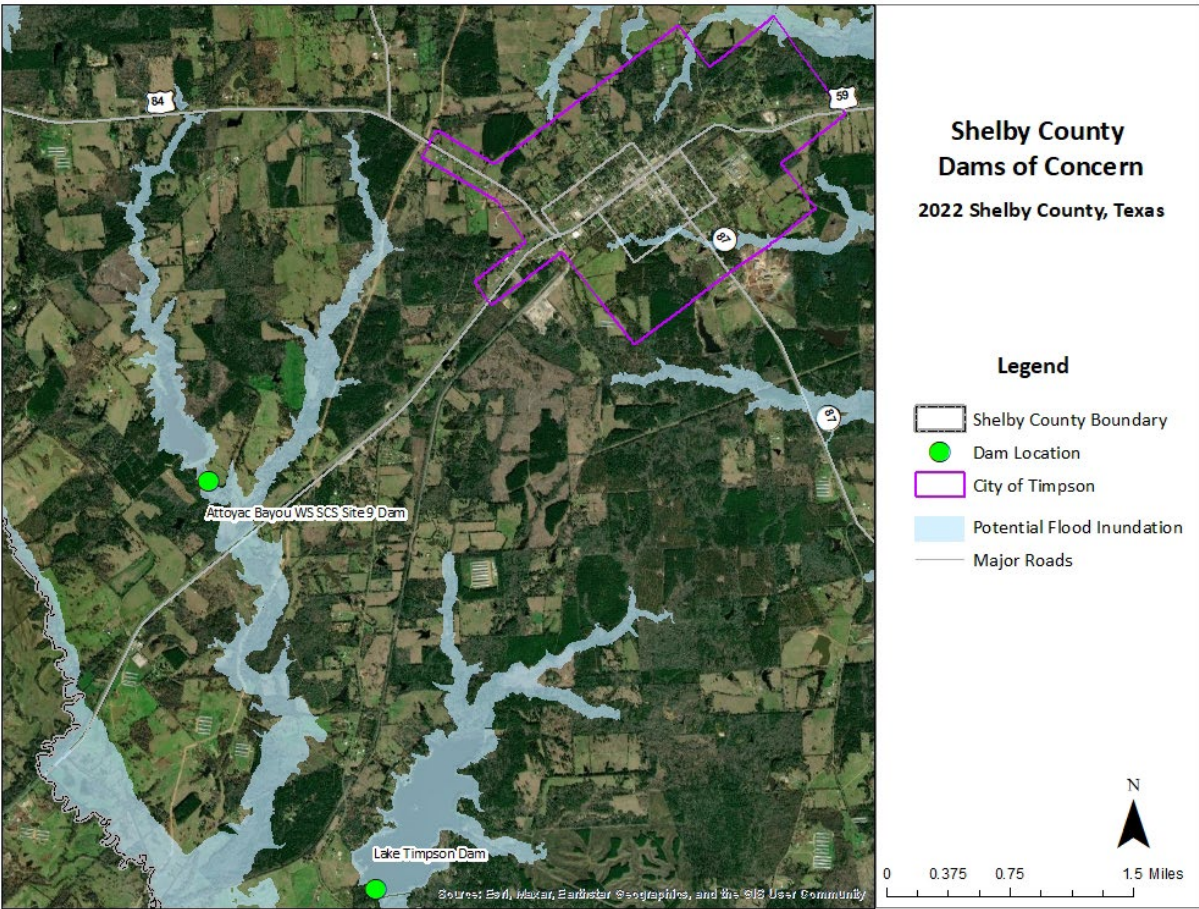 84
59
87
87
Attoyac Bayou WS SCS Site 9 Dam
Lake Timpson Dam
Source: Esri, Maxar, Earthstar Geographics, and the GIS User Community
Shelby County
Dams of Concern
2022 Shelby County, Texas
Legend
Shelby County Boundary
Dam Location
City of Timpson
Potential Flood Inundation
Major Roads
N
0 0.375 0.75 1.5 Miles